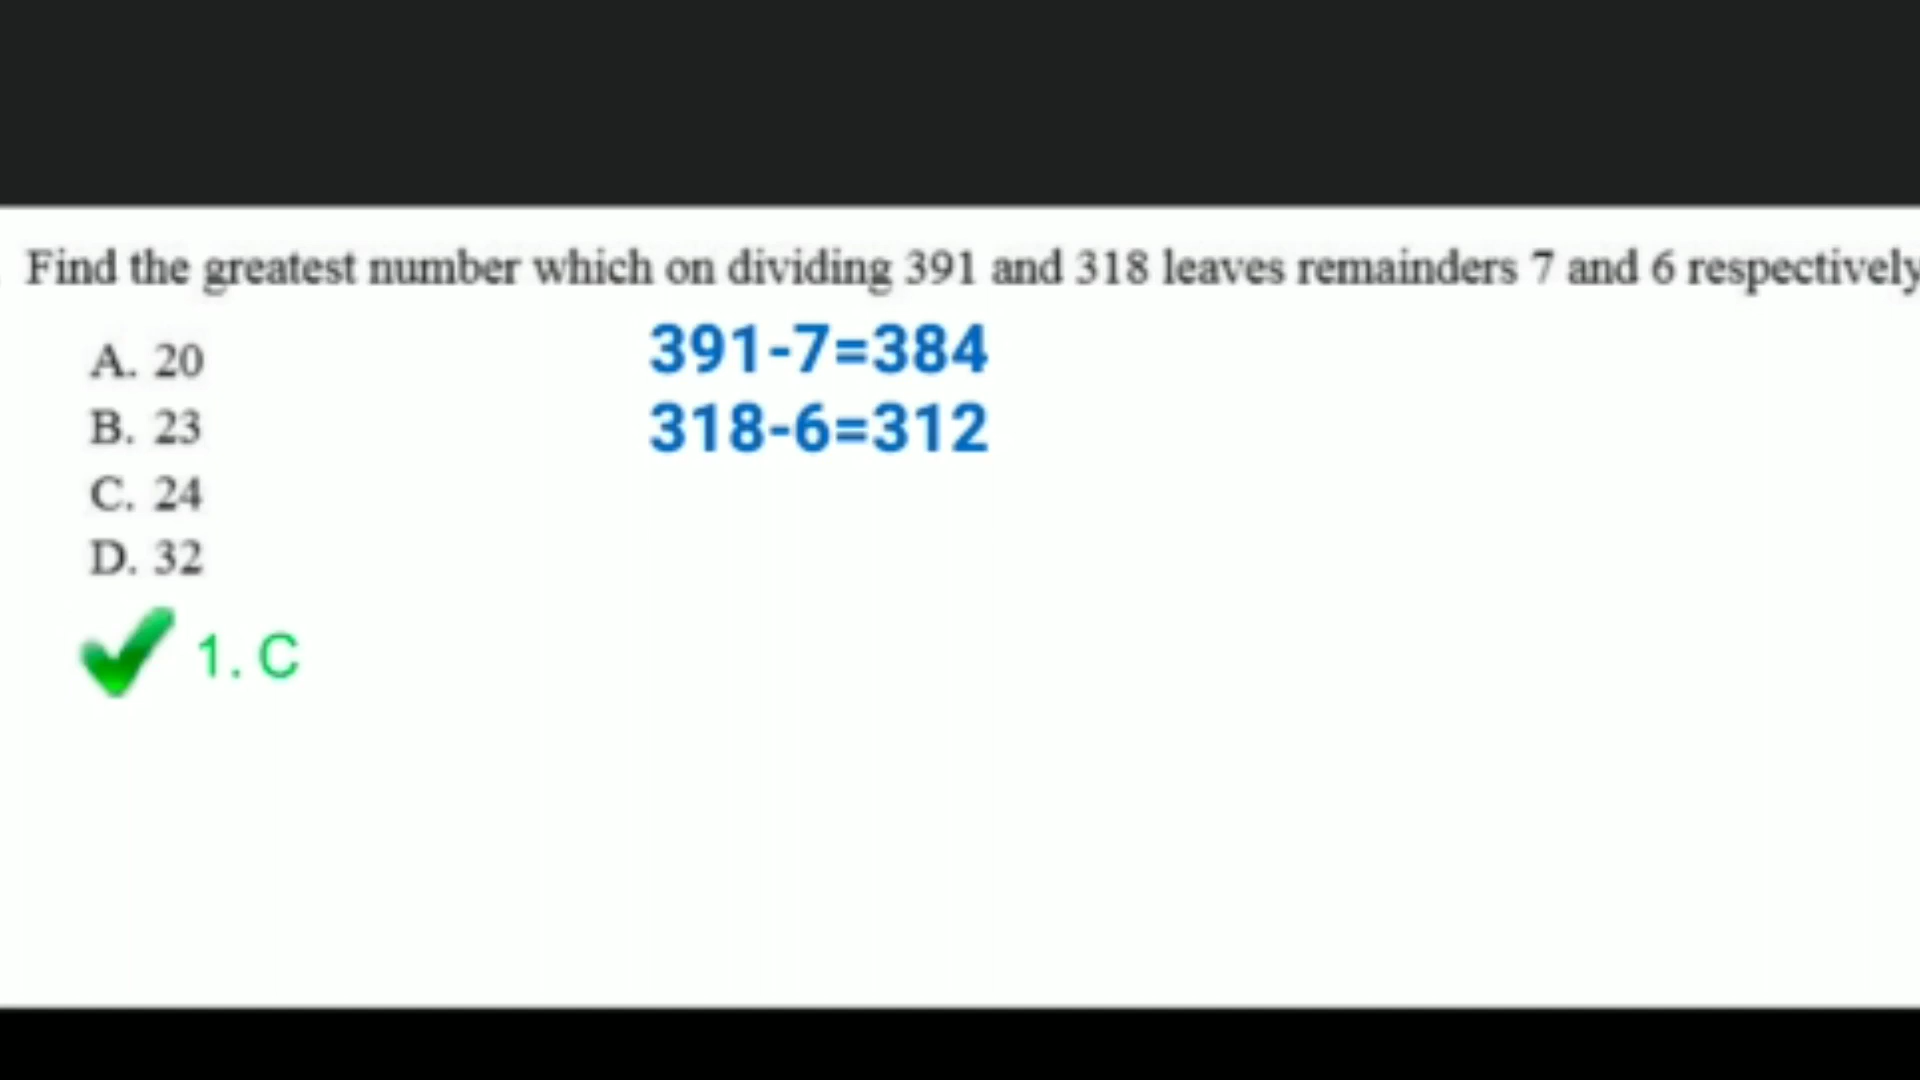 Find the greatest number which on dividing 391 and 318 leaves remainders 7 and 6 respectively
391-7=384
A. 20
318-6=312
B. 23
C. 24
D. 32
1. C